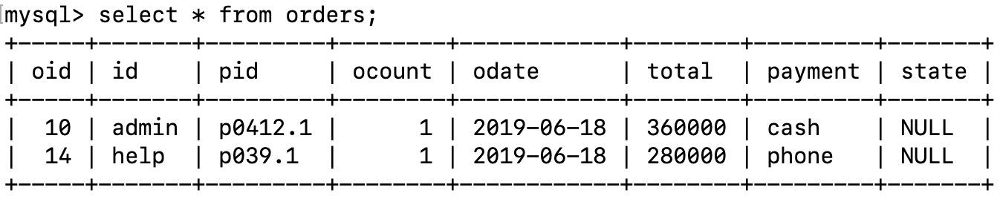 mysql> select * from orders;
+-----+-------+---------+--------+------------+--------+---------+-------+
| oid | id    | pid     | ocount | odate      | total  | payment | state |
+-----+-------+---------+--------+------------+--------+---------+-------+
|  10 | admin | p0412.1 |      1 | 2019-06-18 | 360000 | cash    | NULL  |
|  14 | help  | p039.1  |      1 | 2019-06-18 | 280000 | phone   | NULL  |
+-----+-------+---------+--------+------------+--------+---------+-------+